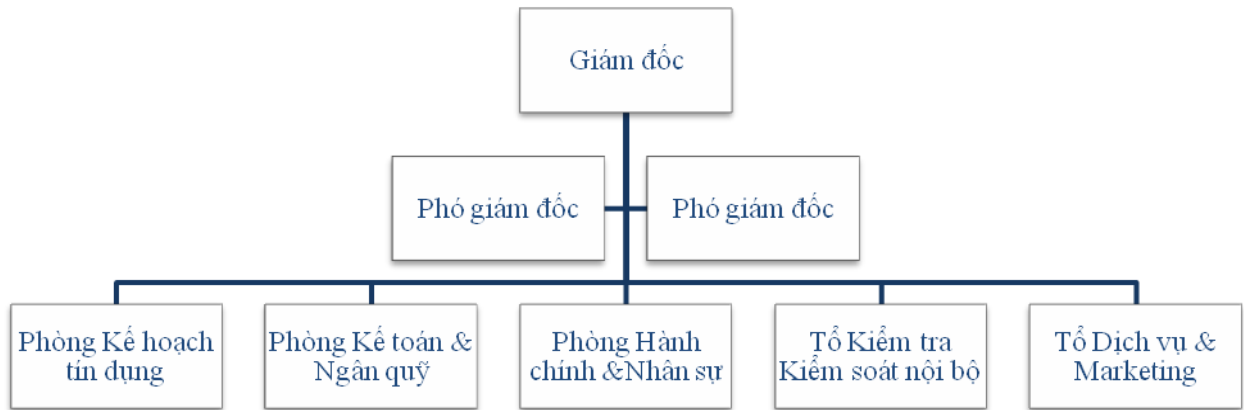 Giám đốc
Phó giám đốc
Phó giám đốc
Phòng Kế hoạch
tín dụng
Phòng Kế toán &
Ngân quỹ
Phòng Hành
chính &Nhân sự
Tổ Kiểm tra
Kiểm soát nội bộ
Tổ Dịch vụ &
Marketing